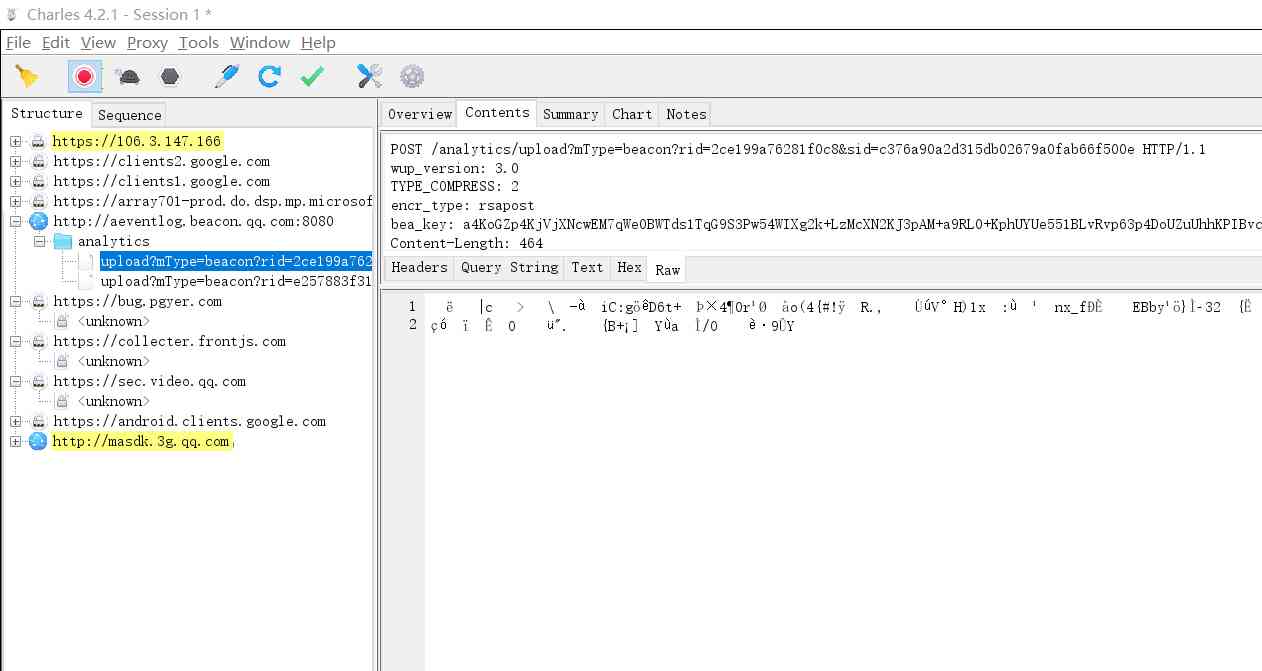 Charles 4.2.1 - Session 1 *
File Edit View Proxy Tools Window Help
Structure Sequence
https://106.3.147.166
https://clients2.google.com
https://clients1.google.com
https://array701-prod.do.dsp.mp.microsof
http://aeventlog.beacon.qq.com:8080
analytics
upload?mType=beacon?rid=2ce199a762
upload?mType=beacon?rid=e257883f31
https://bug.pgyer.com
<unknown>
https://collecter.frontjs.com
<unknown>
https://sec.video.qq.com
<unknown>
https://android.clients.google.com
http://masdk.3g.qq.com
Overview Contents Summary Chart Notes
POST /analytics/upload?mType=beacon?rid=2ce199a76281f0c8&sid=c376a90a2d315db02679a0fab66f500e HTTP/1.1
wup_version: 3.0
TYPE_COMPRESS: 2
encr_type: rsapost
bea_key: a4KoGZp4KjVjXNcwEM7qWe0BWTds1TqG9S3Pw54WIXg2k+LzMcXN2KJ3pAM+a9RL0+KphUYUe551BLvRvp63p4DoUZuUhhKPIBvc
Content-Length: 464
Headers Query String Text Hex Raw
1 ë |c > \ -à iC:göêD6t+ Þ×4¶0r'0 åo(4{#!ÿ R., ÜúV°H)1x :ù ' nx_fÐÈ EBby'ö}Ì-32 {Ë
2 çó ï Ê 0 u¨. {B+¡] Yùa Ì/0 è·9ÛY